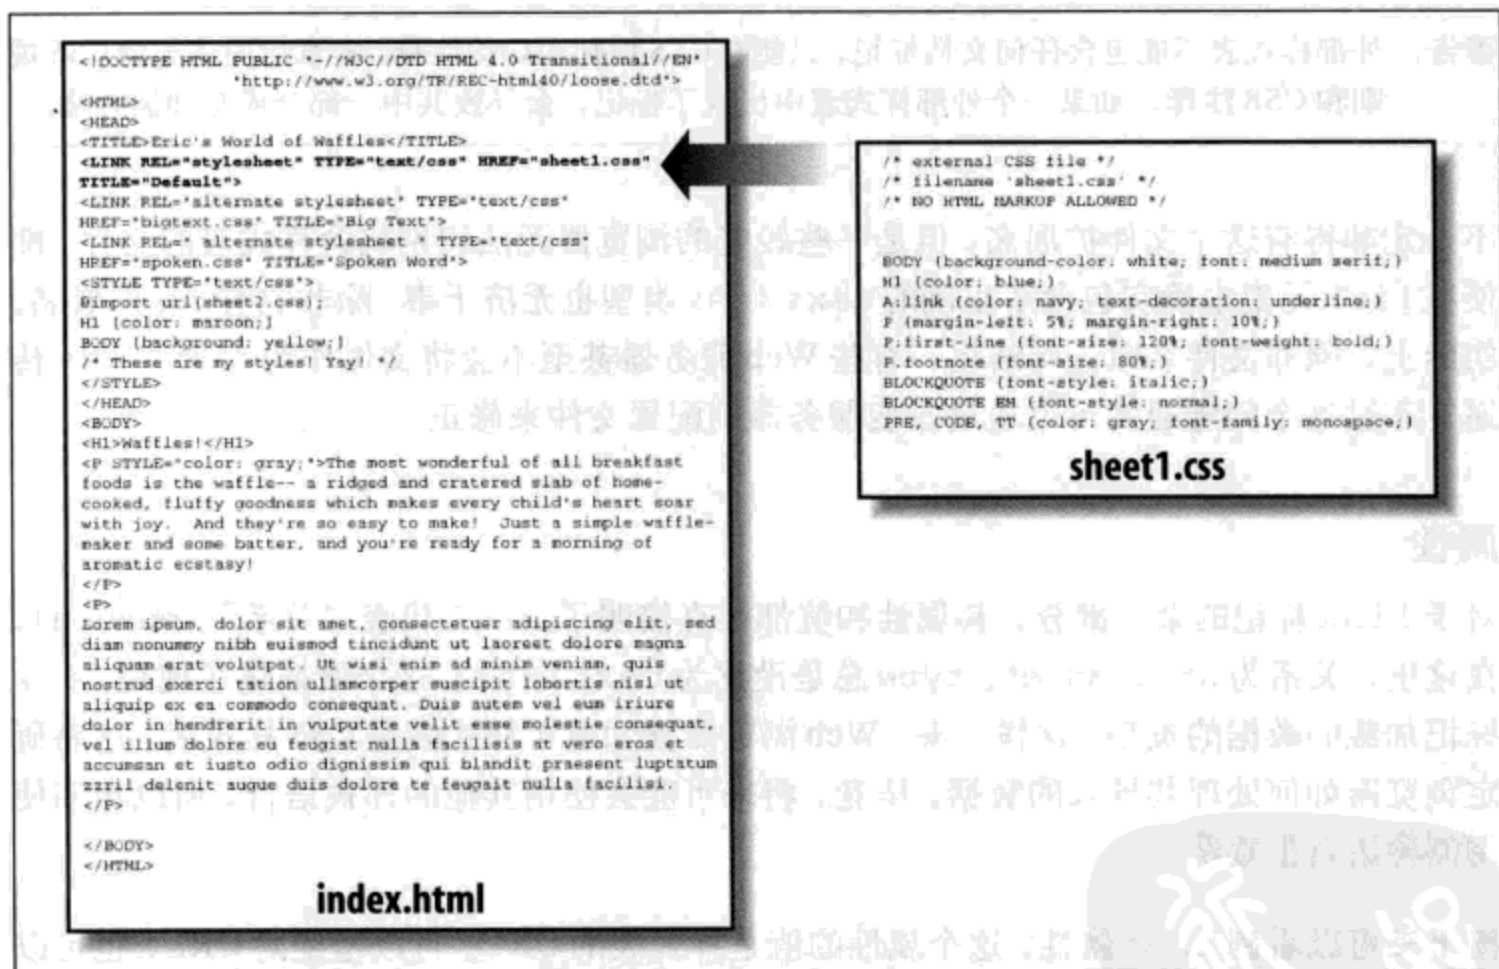 <!DOCTYPE HTML PUBLIC "-//W3C//DTD HTML 4.0 Transitional//EN"
"http://www.w3.org/TR/REC-html40/loose.dtd">
<HTML>
<HEAD>
<TITLE>Eric's World of Waffles</TITLE>
<LINK REL="stylesheet" TYPE="text/css" HREF="sheet1.css"
TITLE="Default">
<LINK REL="alternate stylesheet" TYPE="text/css"
HREF="bigtext.css" TITLE="Big Text">
<LINK REL=" alternate stylesheet " TYPE="text/css"
HREF="spoken.css" TITLE="Spoken Word">
<STYLE TYPE="text/css">
@import url(sheet2.css);
H1 {color: maroon;}
BODY {background: yellow;}
/* These are my styles! Yay! */
</STYLE>
</HEAD>
<BODY>
<H1>Waffles!</H1>
<P STYLE="color: gray;">The most wonderful of all breakfast
foods is the waffle-- a ridged and cratered slab of home-
cooked, fluffy goodness which makes every child's heart soar
with joy.  And they're so easy to make!  Just a simple waffle-
maker and some batter, and you're ready for a morning of
aromatic ecstasy!
</P>
<P>
Lorem ipsum, dolor sit amet, consectetuer adipiscing elit, sed
diam nonummy nibh euismod tincidunt ut laoreet dolore magna
aliquam erat volutpat. Ut wisi enim ad minim veniam, quis
nostrud exerci tation ullamcorper suscipit lobortis nisl ut
aliquip ex ea commodo consequat. Duis autem vel eum iriure
dolor in hendrerit in vulputate velit esse molestie consequat,
vel illum dolore eu feugiat nulla facilisis at vero eros et
accumsan et iusto odio dignissim qui blandit praesent luptatum
zzril delenit augue duis dolore te feugait nulla facilisi.
</P>
</BODY>
</HTML>
index.html
/* external CSS file */
/* filename 'sheet1.css' */
/* NO HTML MARKUP ALLOWED */
BODY {background-color: white; font: medium serif;}
H1 {color: blue;}
A:link {color: navy; text-decoration: underline;}
P {margin-left: 5%; margin-right: 10%;}
P:first-line {font-size: 120%; font-weight: bold;}
P.footnote {font-size: 80%;}
BLOCKQUOTE {font-style: italic;}
BLOCKQUOTE EM {font-style: normal;}
PRE, CODE, TT {color: gray; font-family: monospace;}
sheet1.css